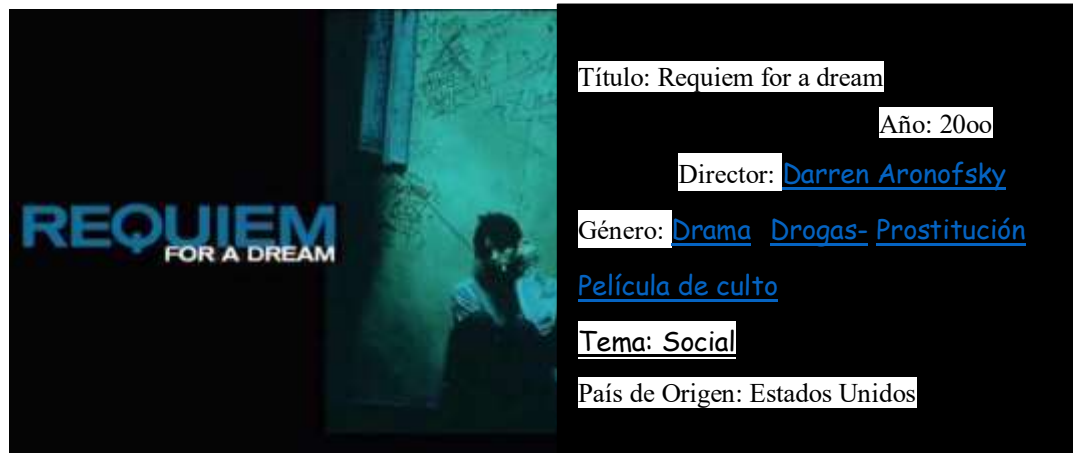 REQUIEM
FOR A DREAM
Título: Requiem for a dream
Año: 20oo
Director: Darren Aronofsky
Género: Drama Drogas- Prostitución
Película de culto
Tema: Social
País de Origen: Estados Unidos